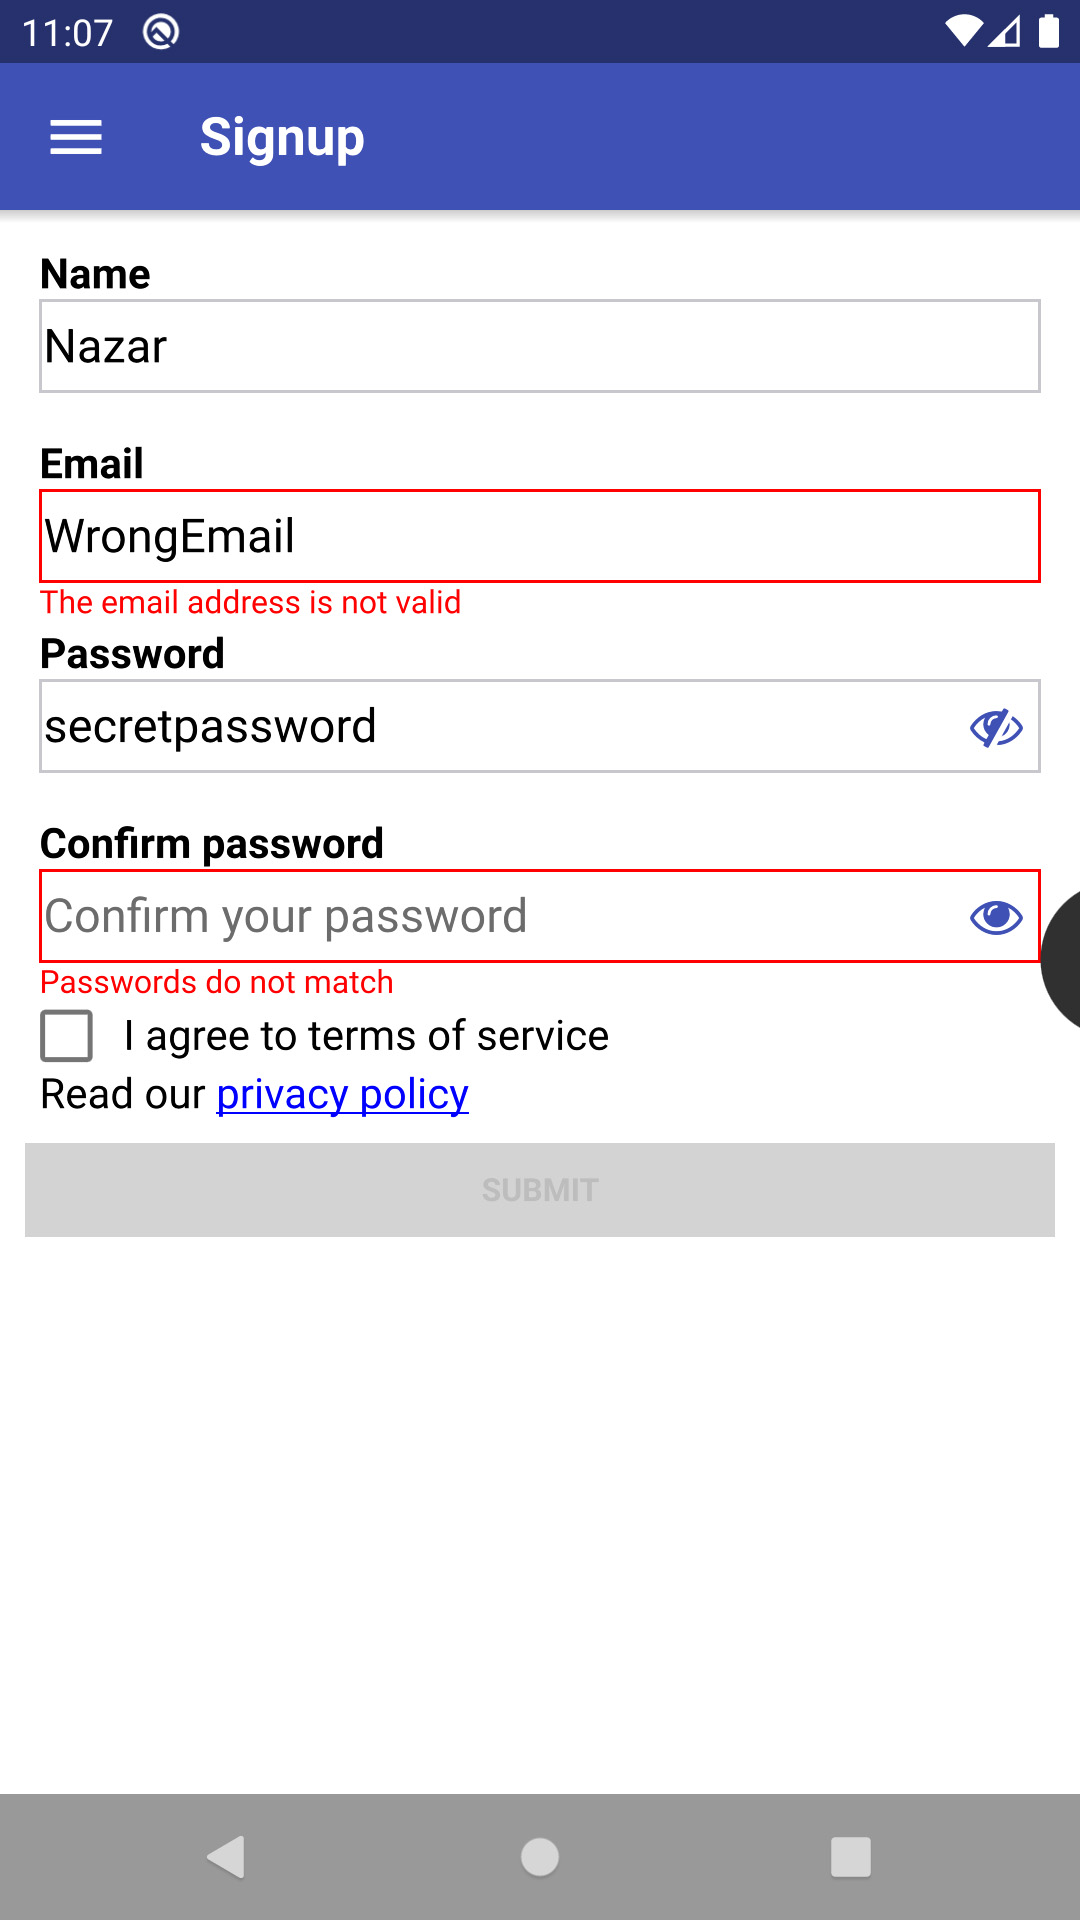 11:07
Signup
Name
Nazar
Email
WrongEmail
The email address is not valid
Password
secretpassword
Confirm password
Confirm your password
Passwords do not match
I agree to terms of service
Read our privacy policy
SUBMIT